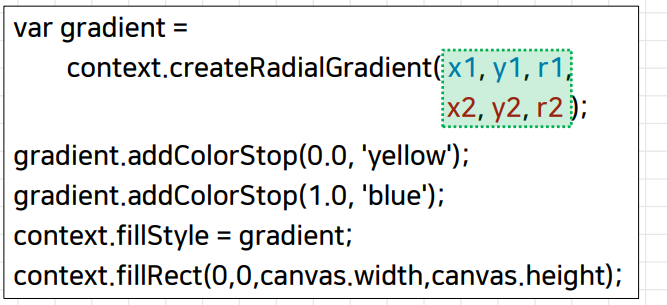 var gradient =
context.createRadialGradient(x1, y1, r1,
x2, y2, r2);
gradient.addColorStop(0.0, 'yellow');
gradient.addColorStop(1.0, 'blue');
context.fillStyle = gradient;
context.fillRect(0,0,canvas.width,canvas.height);